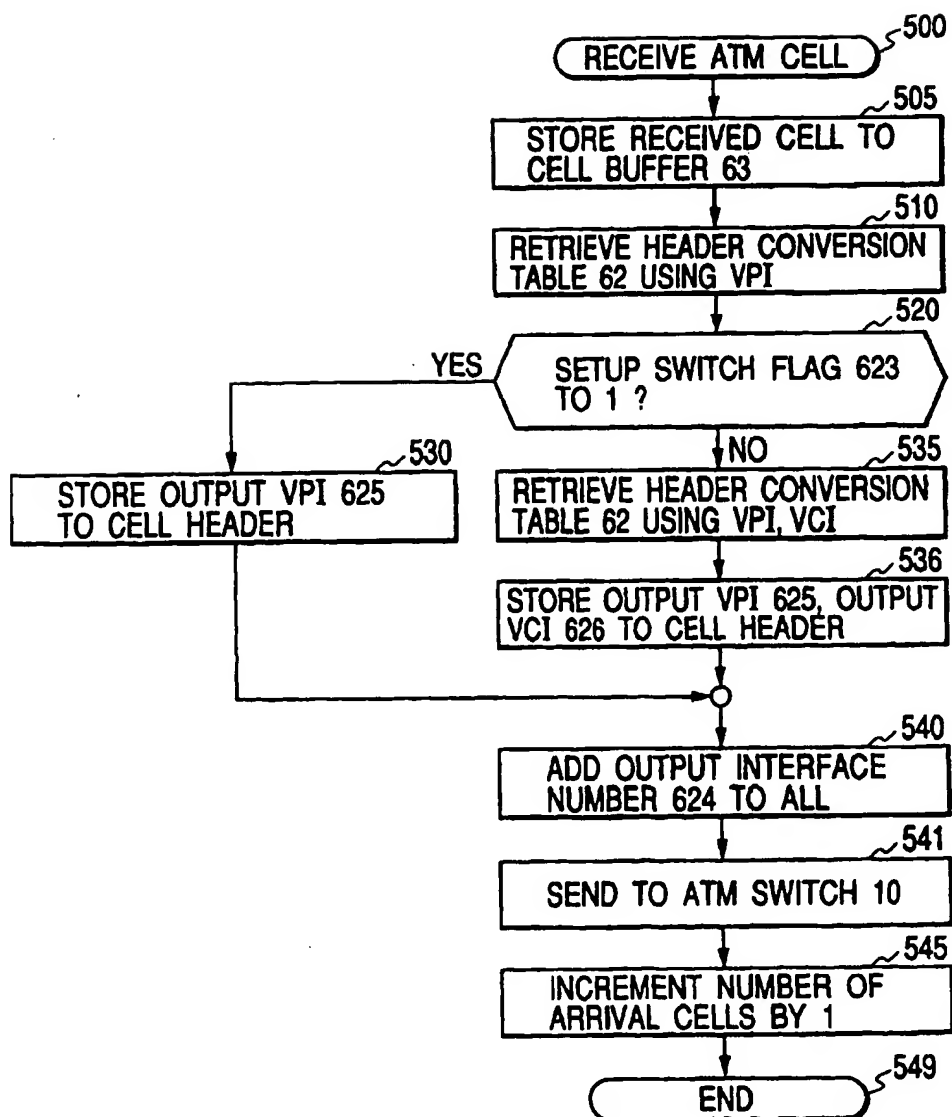 500
RECEIVE ATM CELL
505
STORE RECEIVED CELL TO
CELL BUFFER 63
510
RETRIEVE HEADER CONVERSION
TABLE 62 USING VPI
520
YES
SETUP SWITCH FLAG 623
TO 1 ?
NO
530
STORE OUTPUT VPI 625
TO CELL HEADER
535
RETRIEVE HEADER CONVERSION
TABLE 62 USING VPI, VCI
536
STORE OUTPUT VPI 625, OUTPUT
VCI 626 TO CELL HEADER
540
ADD OUTPUT INTERFACE
NUMBER 624 TO ALL
541
SEND TO ATM SWITCH 10
545
INCREMENT NUMBER OF
ARRIVAL CELLS BY 1
549
END